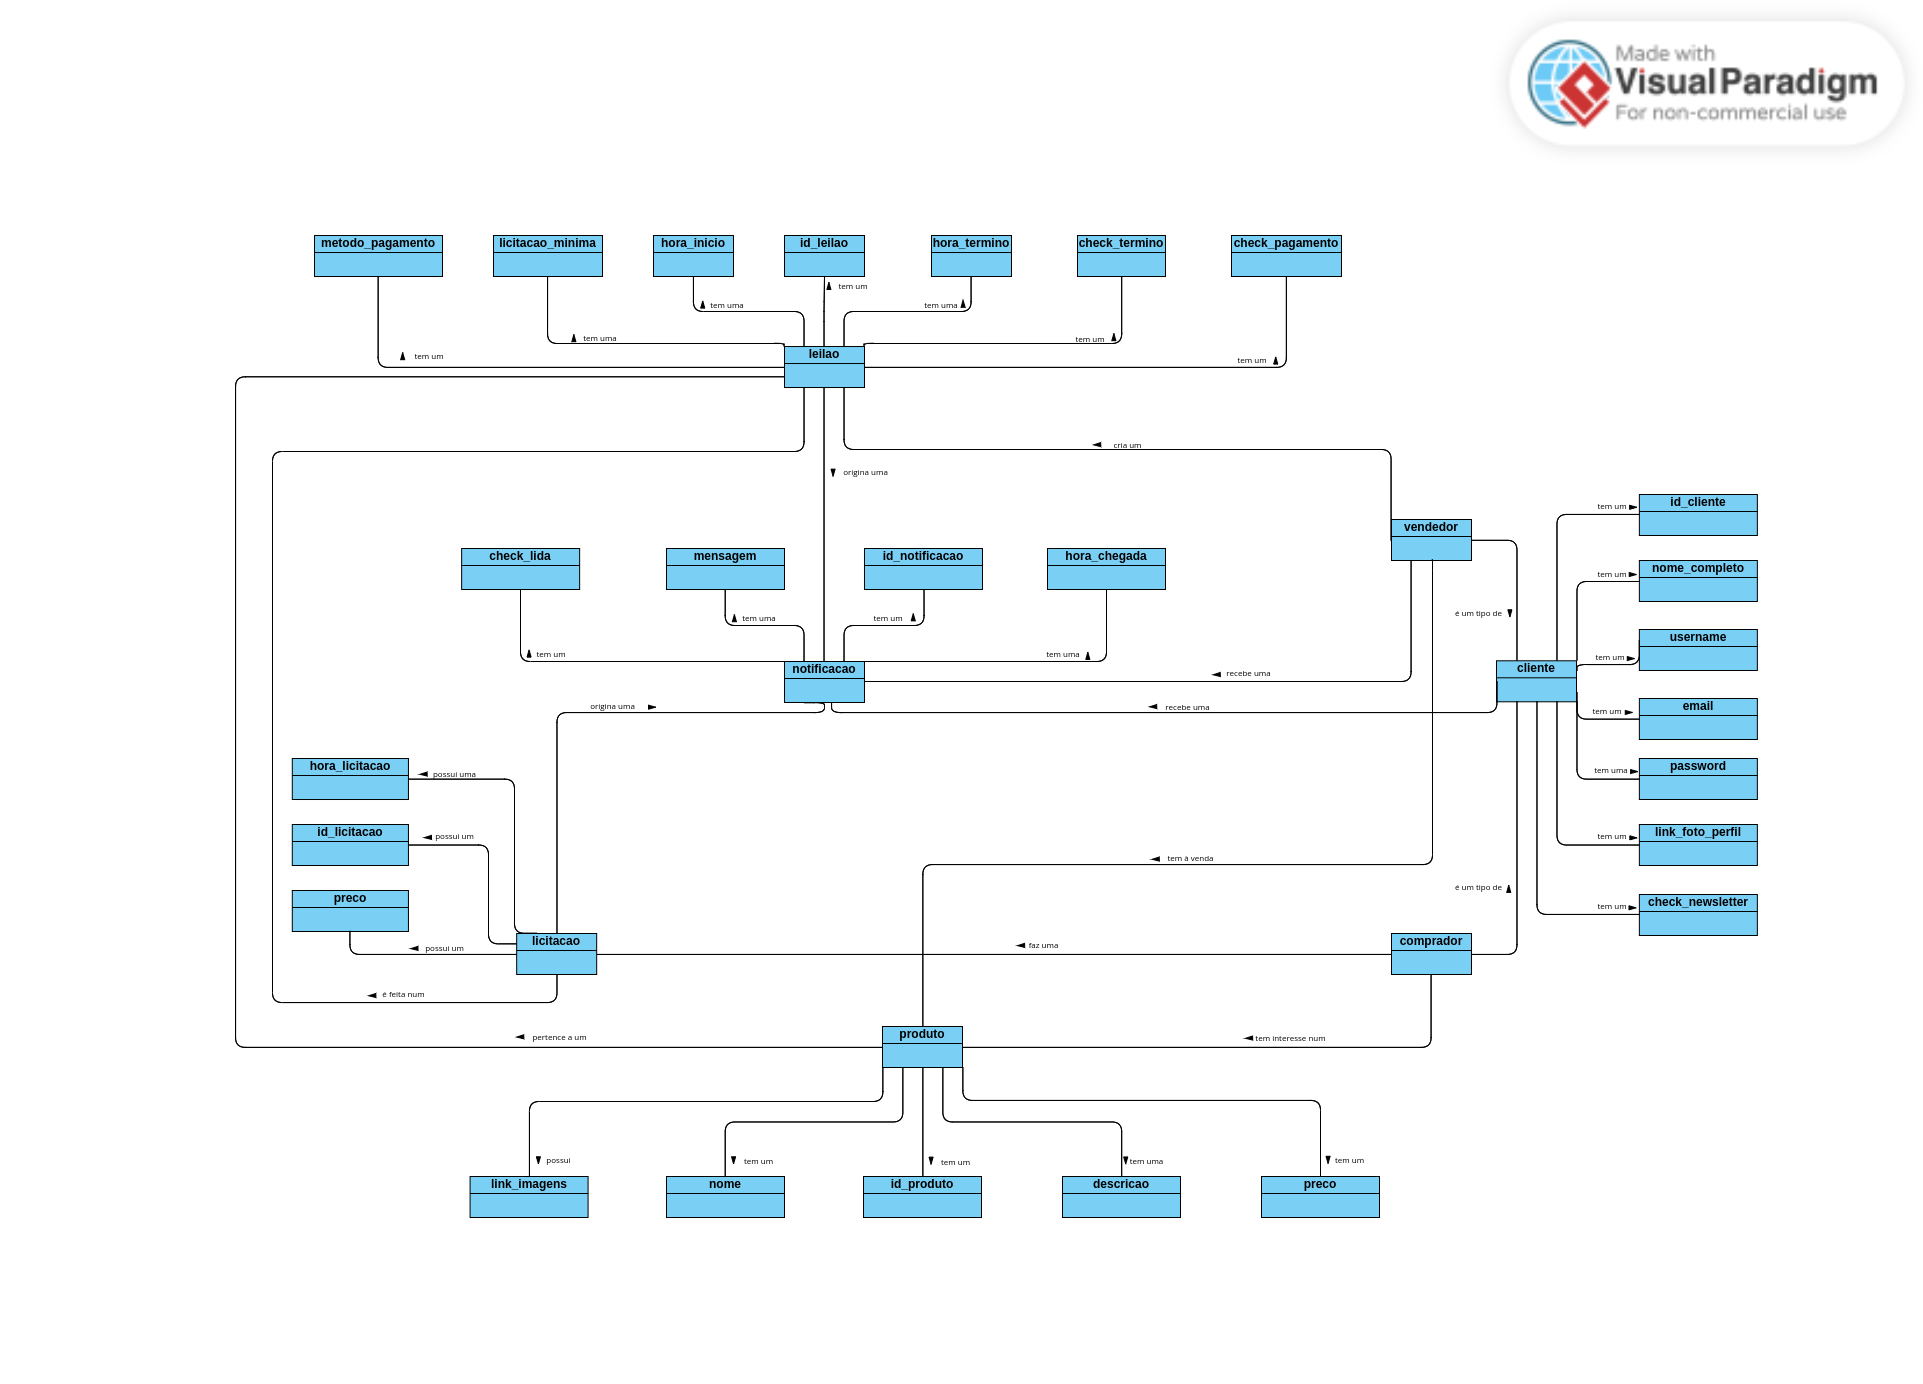 Made with
Visual Paradigm
For non-commercial use
metodo_pagamento
licitacao_minima
hora_inicio
id_leilao
hora_termino
check_termino
check_pagamento
tem um
tem uma
tem uma
tem uma
tem um
tem um
tem um
leilao
cria um
origina uma
vendedor
id_cliente
tem um
check_lida
mensagem
id_notificacao
hora_chegada
nome_completo
tem um
é um tipo de
tem uma
tem um
username
tem um
tem um
tem uma
notificacao
cliente
recebe uma
origina uma
recebe uma
email
tem um
hora_licitacao
possui uma
password
tem uma
id_licitacao
possui um
link_foto_perfil
tem um
tem à venda
é um tipo de
preco
check_newsletter
tem um
licitacao
possui um
faz uma
comprador
é feita num
produto
pertence a um
tem interesse num
possui
tem um
tem um
tem uma
tem um
link_imagens
nome
id_produto
descricao
preco